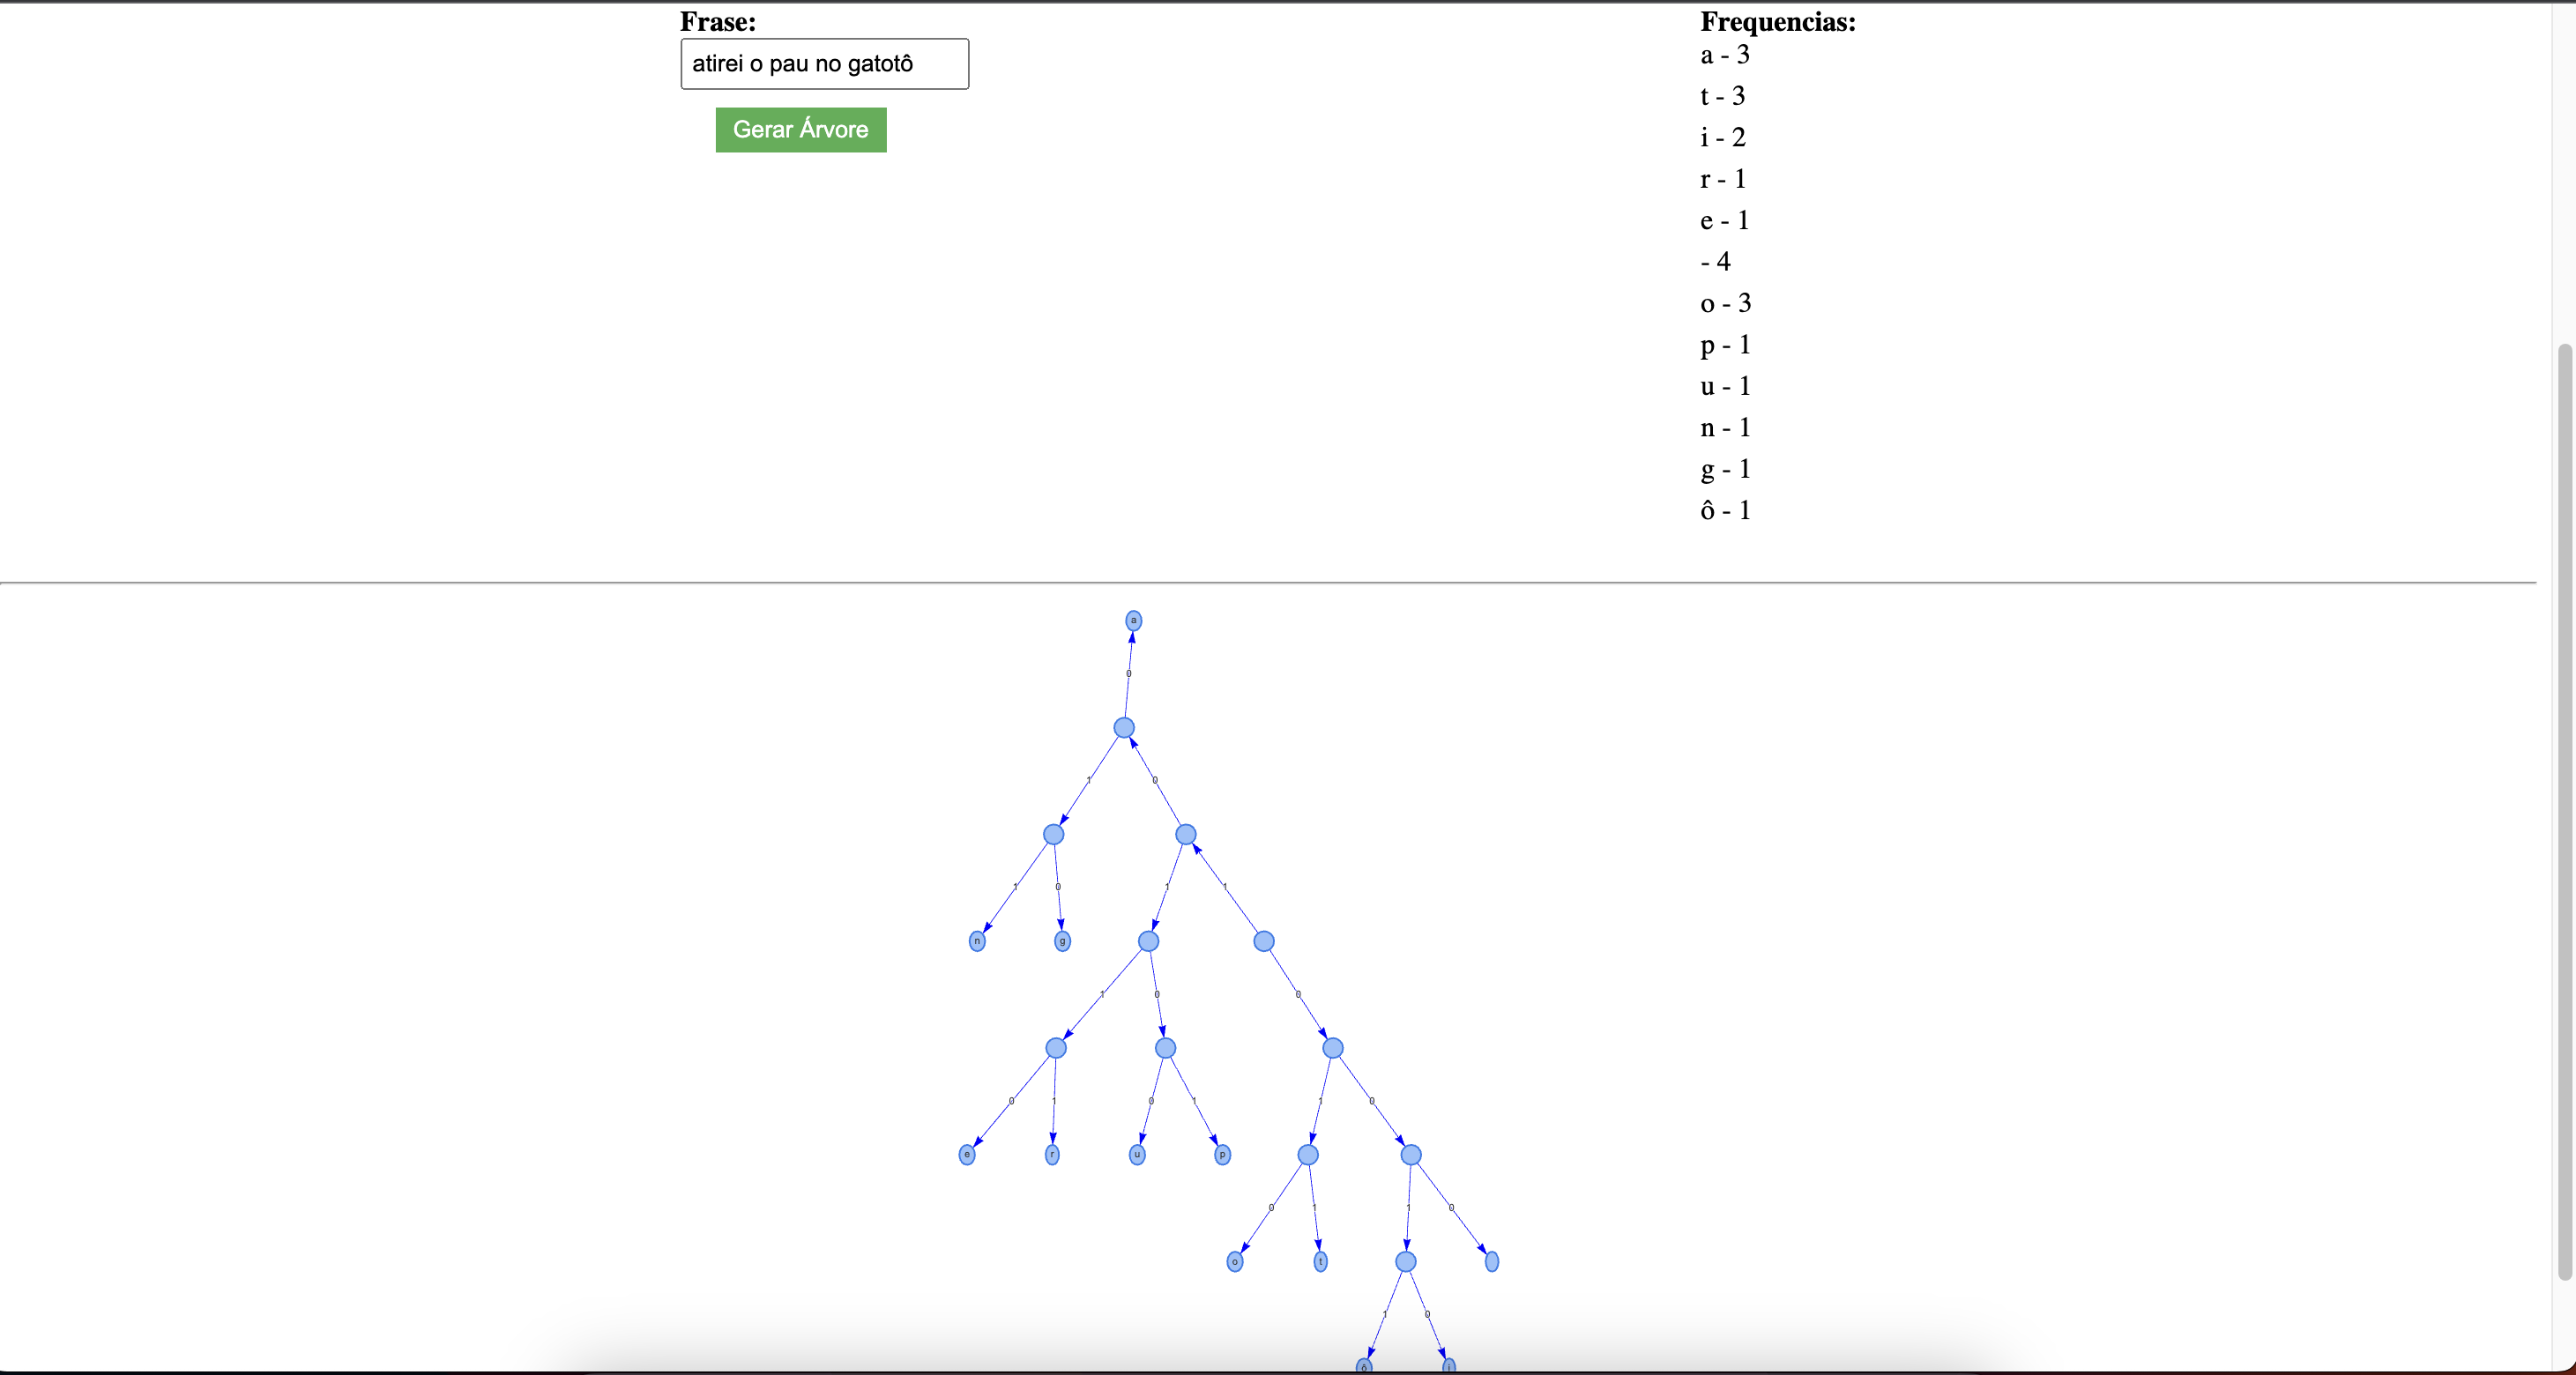 Frase:
atirei o pau no gatotô
Gerar Árvore
Frequencias:
a - 3
t - 3
i - 2
r - 1
e - 1
- 4
o - 3
p - 1
u - 1
n - 1
g - 1
ô - 1
a
0
1 0
1 0 1 1
n g
1 0 0
0 1 0 1 1 0
e r u p
0 1 1 0
o t
1 0
ô i